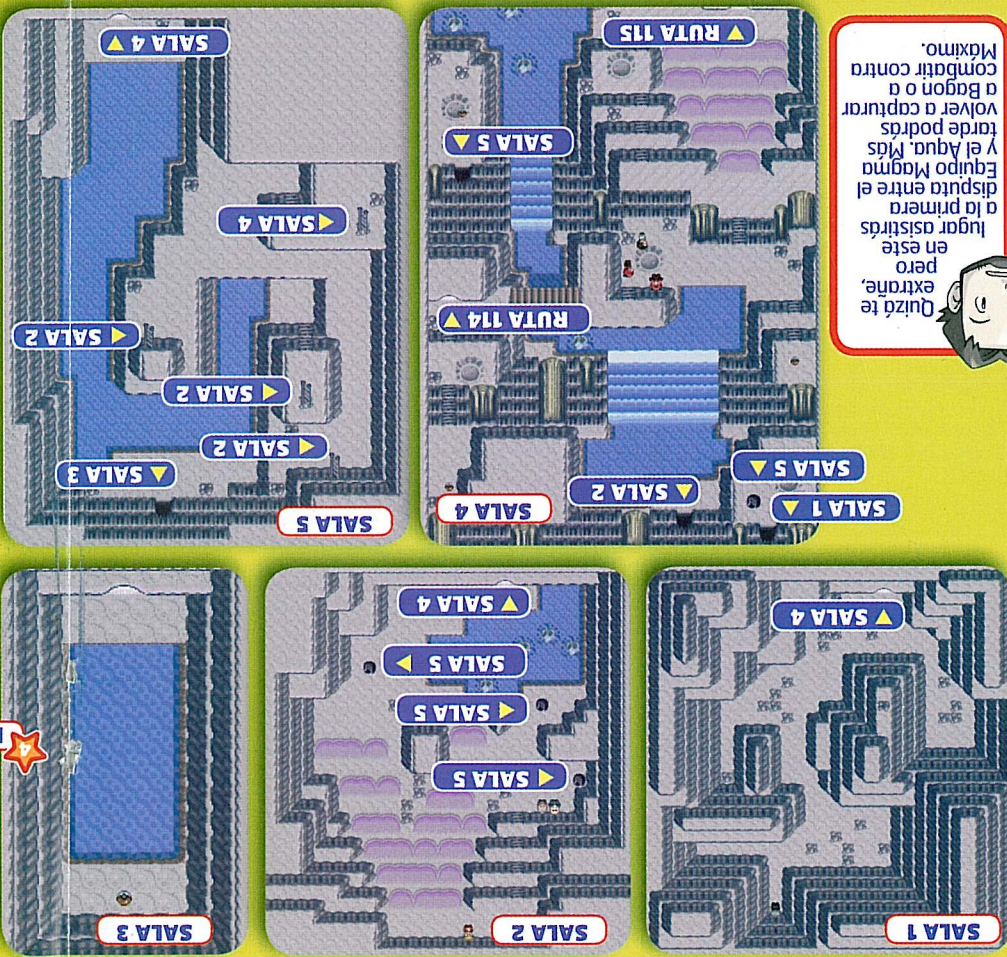 SALA 1
SALA 4
SALA 2
SALA 5
SALA 5
SALA 5
SALA 4
SALA 3
4
Quizá te
extrañe,
pero
en este
lugar asistirás
a la primera
disputa entre el
Equipo Magma
y el Aqua. Más
tarde podrás
volver a capturar
a Bagon o a
combatir contra
Máximo.
SALA 4
SALA 1
SALA 5
SALA 2
RUTA 114
SALA 5
RUTA 115
SALA 5
SALA 3
SALA 2
SALA 2
SALA 2
SALA 4
SALA 4